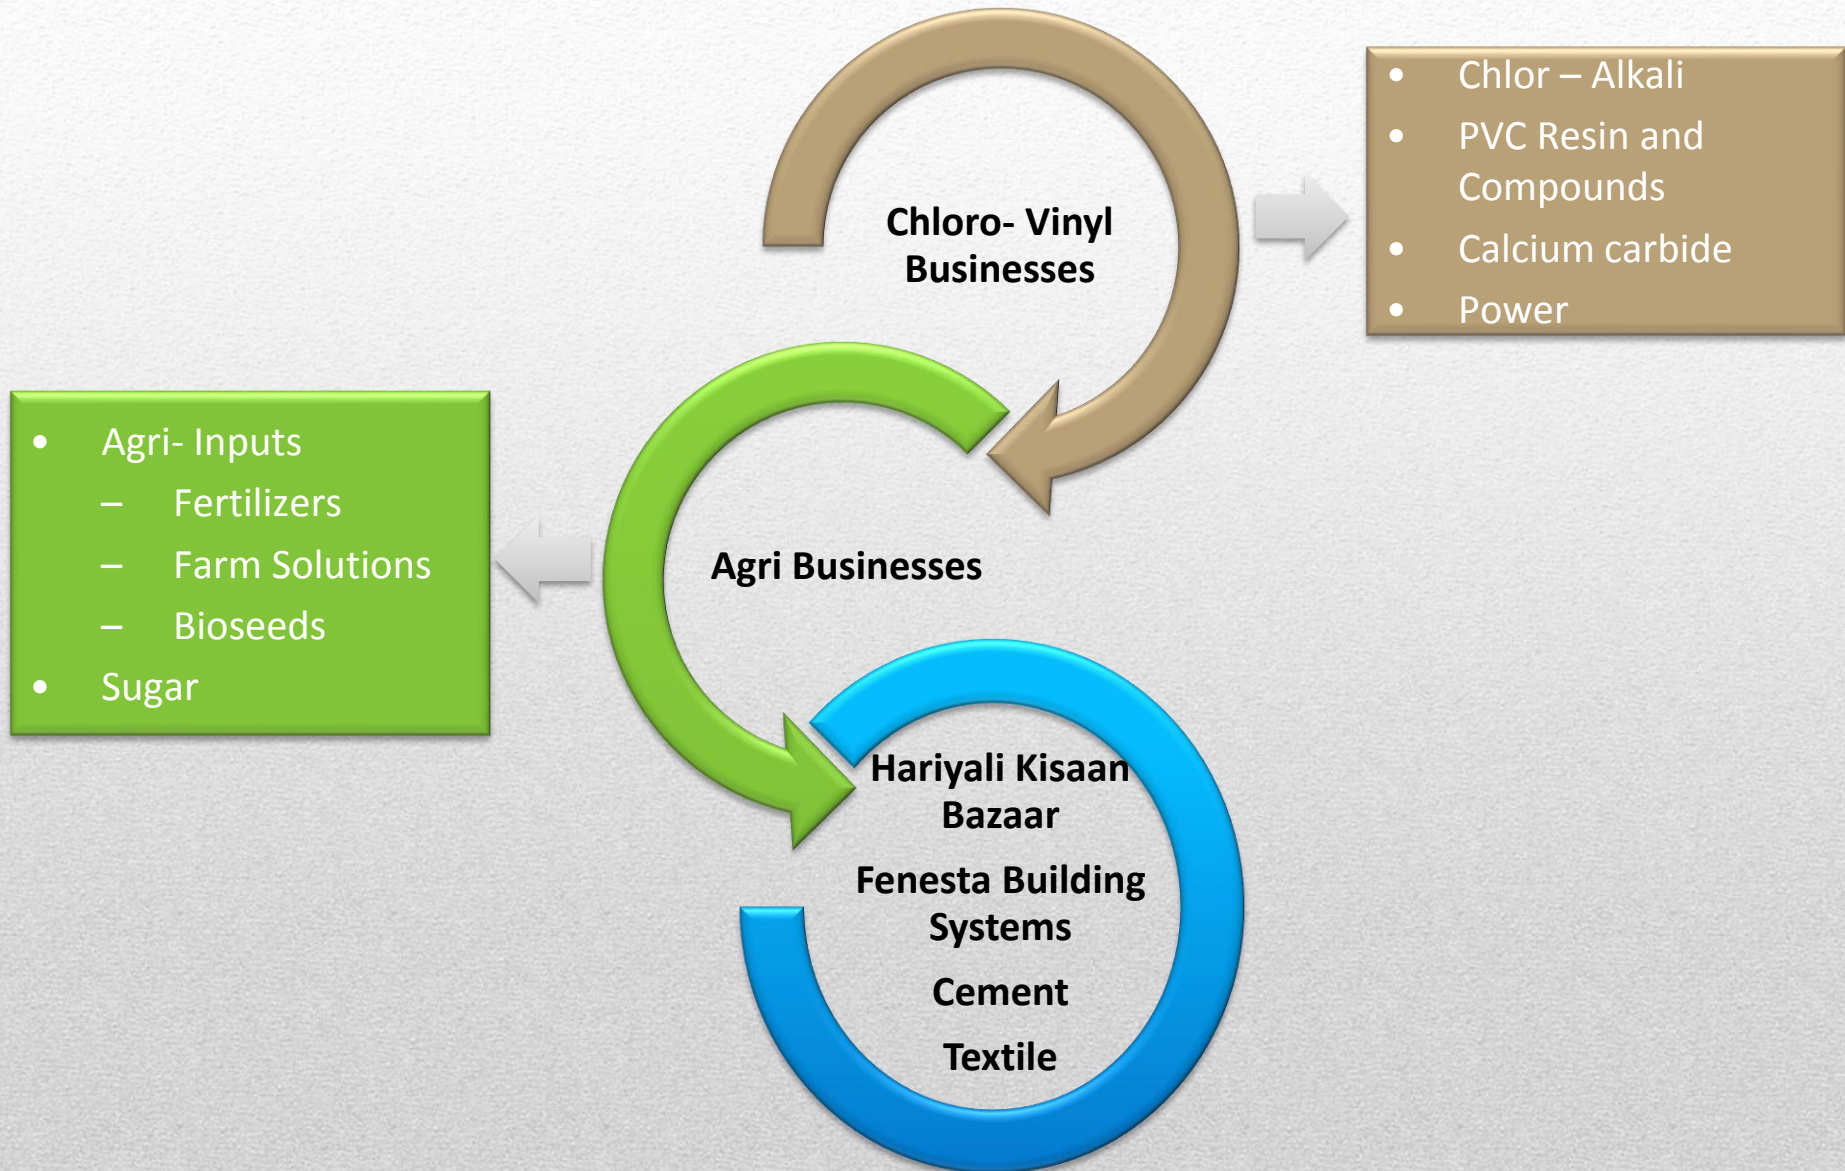 Chloro- Vinyl
Businesses
• Chlor – Alkali
• PVC Resin and
Compounds
• Calcium carbide
• Power
Agri Businesses
• Agri- Inputs
– Fertilizers
– Farm Solutions
– Bioseeds
• Sugar
Hariyali Kisaan
Bazaar
Fenesta Building
Systems
Cement
Textile